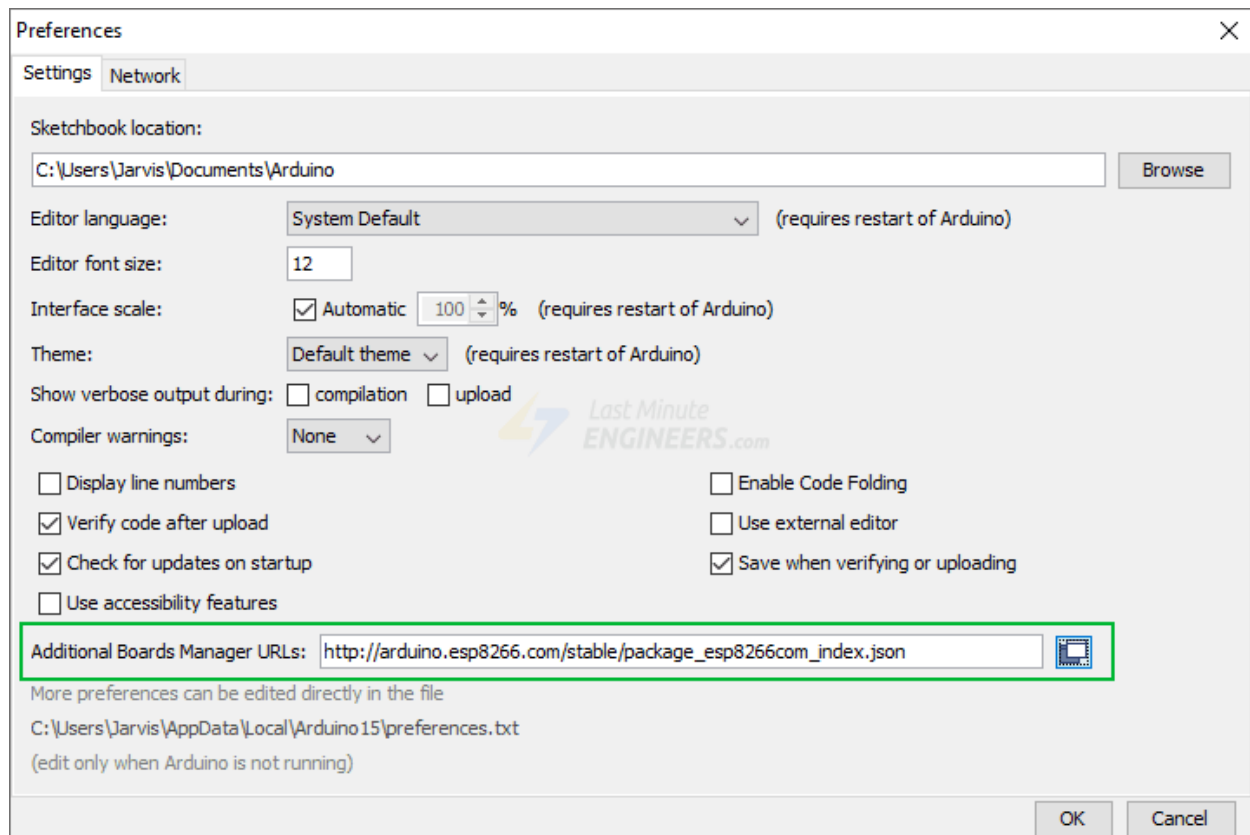 Preferences
Settings Network
Sketchbook location:
C:\Users\Jarvis\Documents\Arduino Browse
Editor language: System Default (requires restart of Arduino)
Editor font size: 12
Interface scale: Automatic 100 % (requires restart of Arduino)
Theme: Default theme (requires restart of Arduino)
Show verbose output during: compilation upload
Last Minute
ENGINEERS.com
Compiler warnings: None
Display line numbers Enable Code Folding
Verify code after upload Use external editor
Check for updates on startup Save when verifying or uploading
Use accessibility features
Additional Boards Manager URLs: http://arduino.esp8266.com/stable/package_esp8266com_index.json
More preferences can be edited directly in the file
C:\Users\Jarvis\AppData\Local\Arduino15\preferences.txt
(edit only when Arduino is not running)
OK Cancel